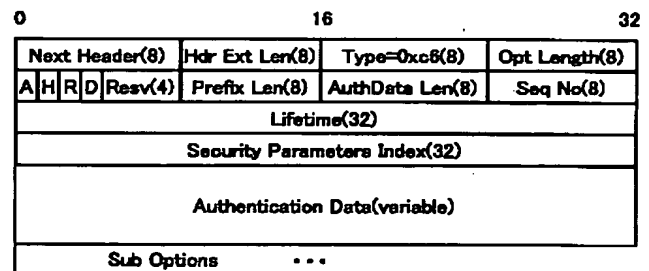 0 16 32
Next Header(8) Hdr Ext Len(8) Type=0xc6(8) Opt Length(8)
A H R D Resv(4) Prefix Len(8) AuthData Len(8) Seq No(8)
Lifetime(32)
Security Parameters Index(32)
Authentication Data(variable)
Sub Options ...